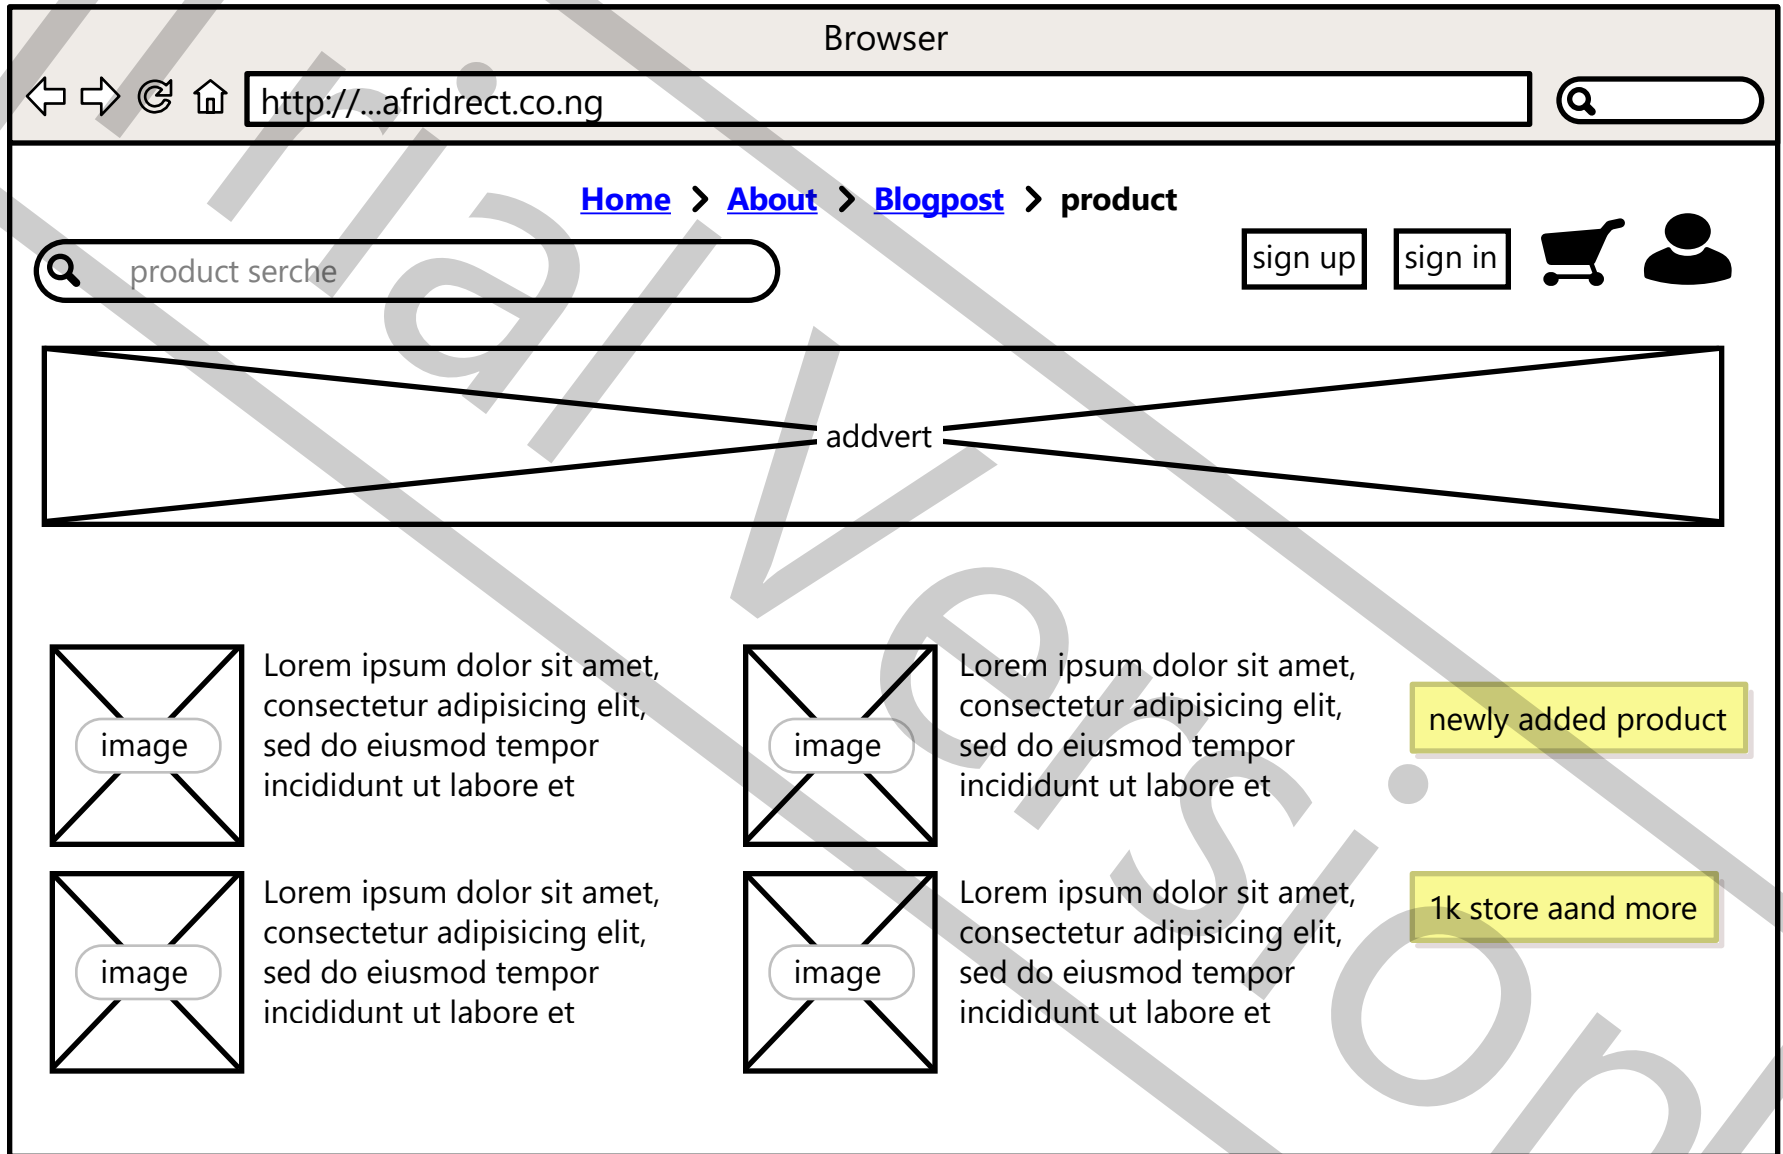 Browser
http://...afridrect.co.ng
Home > About > Blogpost > product
product serche
sign up
sign in
addvert
image
Lorem ipsum dolor sit amet,
consectetur adipisicing elit,
sed do eiusmod tempor
incididunt ut labore et
image
Lorem ipsum dolor sit amet,
consectetur adipisicing elit,
sed do eiusmod tempor
incididunt ut labore et
newly added product
image
Lorem ipsum dolor sit amet,
consectetur adipisicing elit,
sed do eiusmod tempor
incididunt ut labore et
image
Lorem ipsum dolor sit amet,
consectetur adipisicing elit,
sed do eiusmod tempor
incididunt ut labore et
1k store aand more
Trial Version